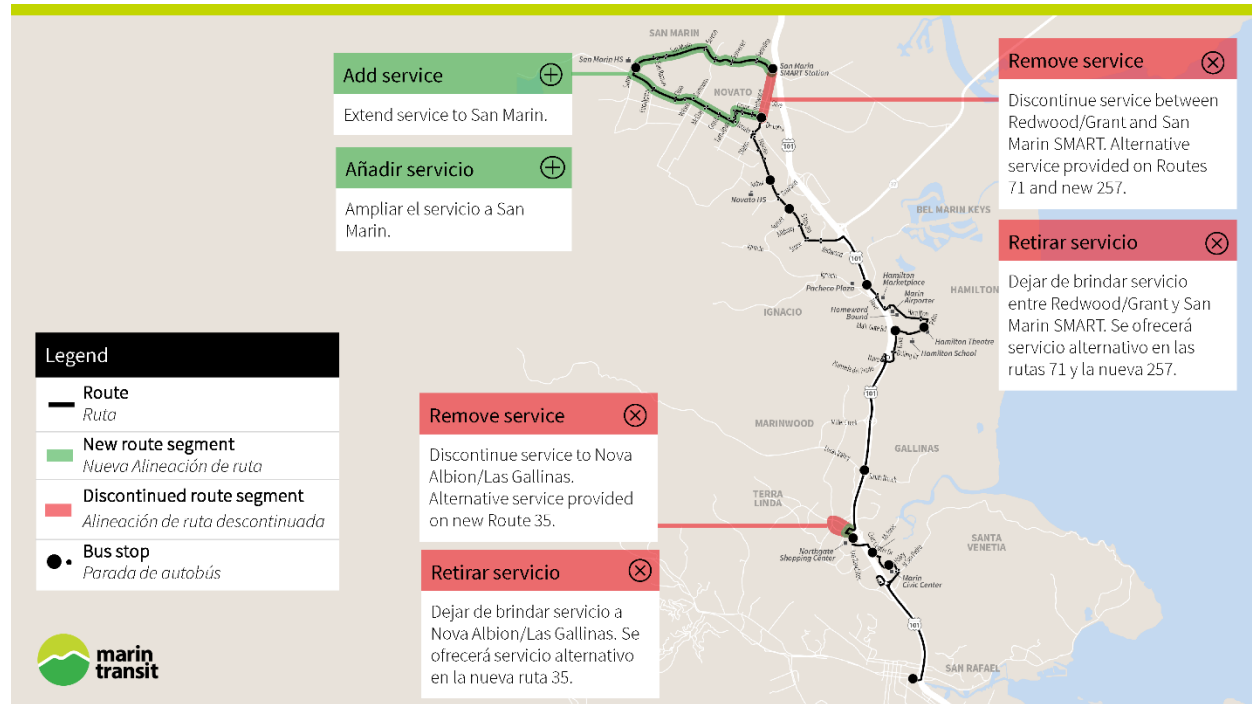 Add service
Extend service to San Marin.
Añadir servicio
Ampliar el servicio a San
Marin.
Remove service
Discontinue service between
Redwood/Grant and San
Marin SMART. Alternative
service provided on Routes
71 and new 257.
Retirar servicio
Dejar de brindar servicio
entre Redwood/Grant y San
Marin SMART. Se ofrecerá
servicio alternativo en las
rutas 71 y la nueva 257.
Legend
Route
Ruta
New route segment
Nueva Alineación de ruta
Discontinued route segment
Alineación de ruta descontinuada
Bus stop
Parada de autobús
Remove service
Discontinue service to Nova
Albion/Las Gallinas.
Alternative service provided
on new Route 35.
Retirar servicio
Dejar de brindar servicio a
Nova Albion/Las Gallinas. Se
ofrecerá servicio alternativo
en la nueva ruta 35.
marin
transit
SAN MARIN
San Marin HS
San Marin
SMART Station
NOVATO
101
Novato HS
BEL MARIN KEYS
101
Pacheco Plaza
Hamilton
Marketplace
Marin
Airporter
HAMILTON
IGNACIO
Homeward
Bound
Hamilton Theatre
Hamilton School
101
MARINWOOD
GALLINAS
TERRA
LINDA
Northgate
Shopping Center
SANTA
VENETIA
Marin
Civic Center
101
SAN RAFAEL